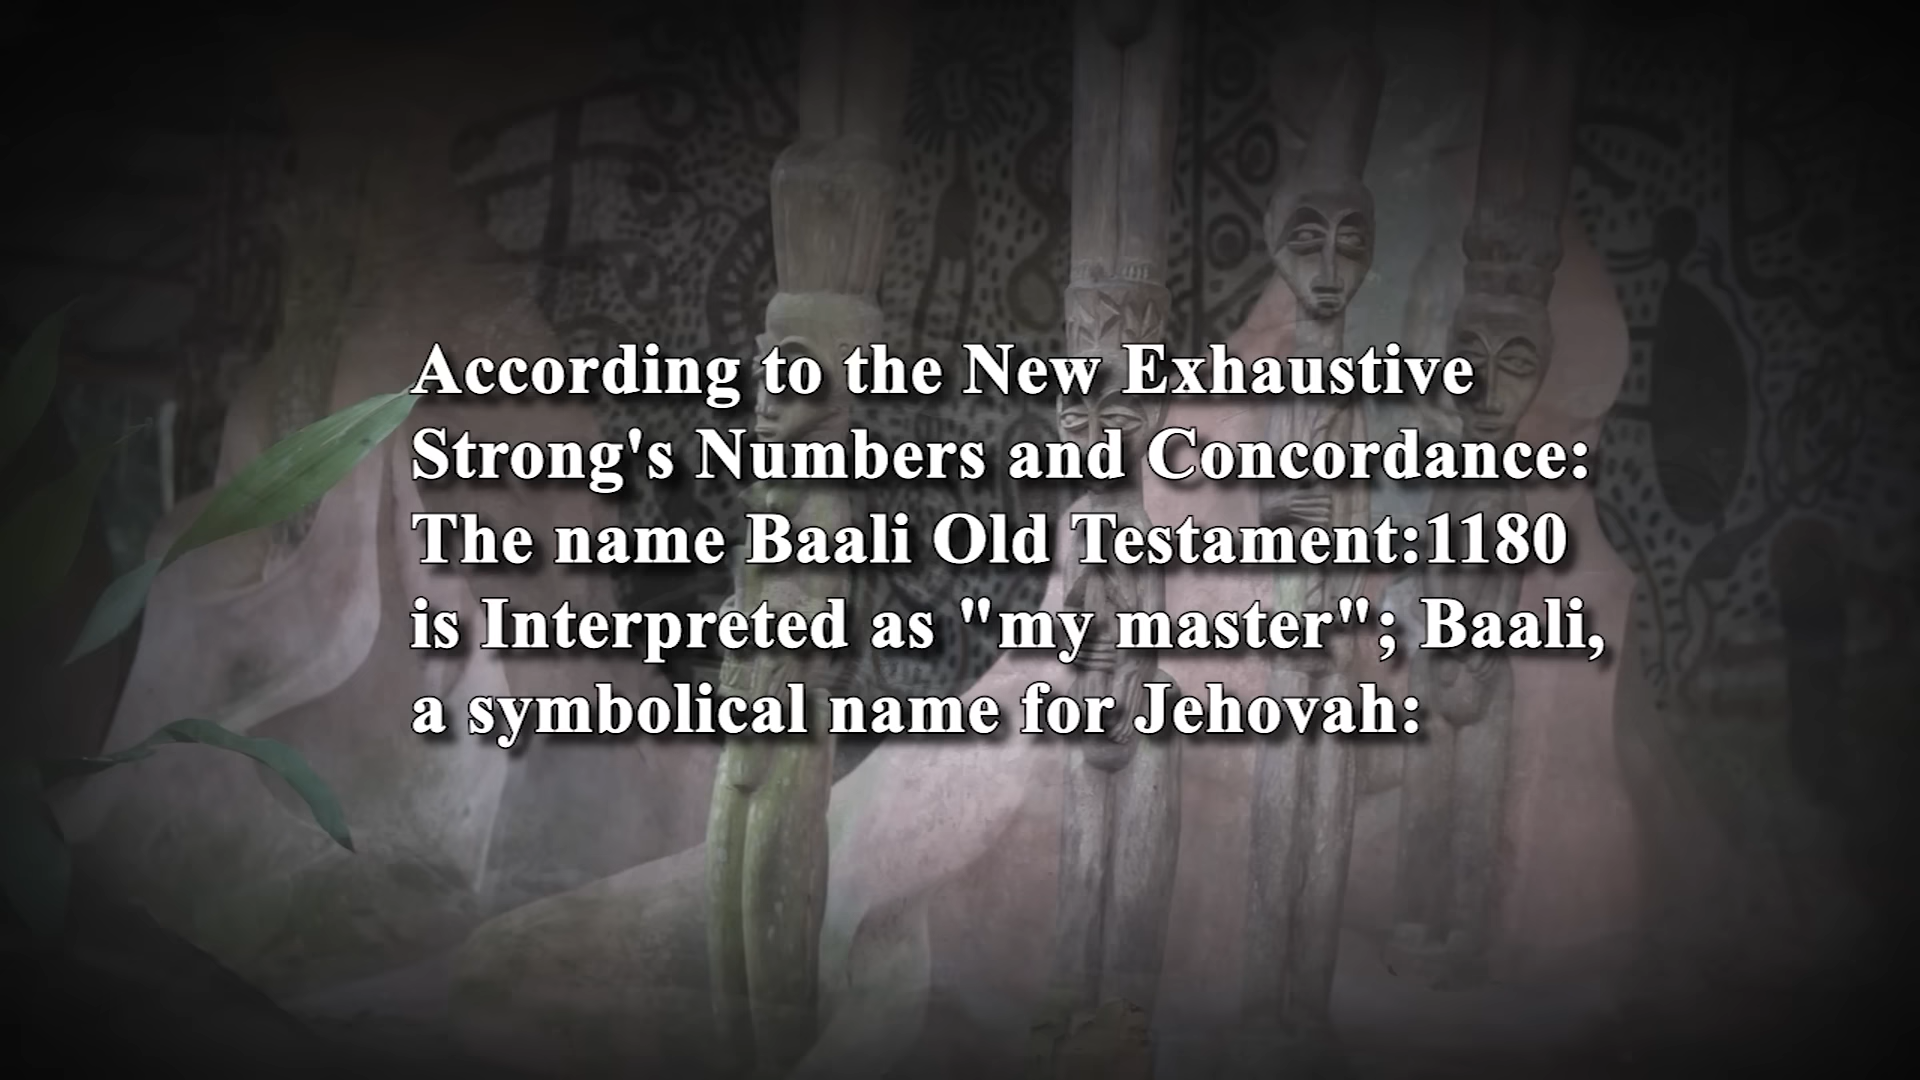 According to the New Exhaustive
Strong's Numbers and Concordance:
The name Baali Old Testament:1180
is Interpreted as "my master"; Baali,
a symbolical name for Jehovah: